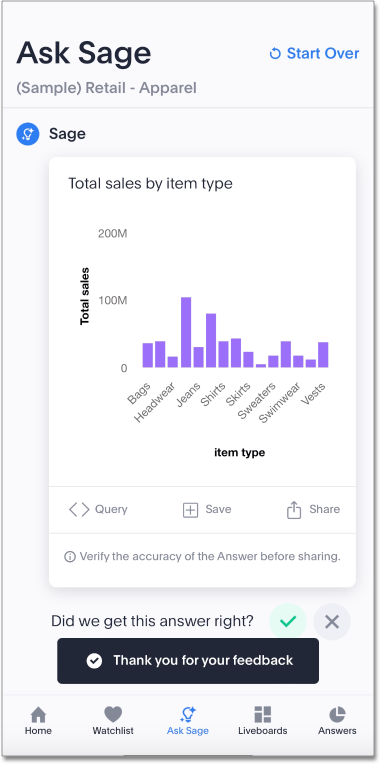 Ask Sage
Start Over
(Sample) Retail - Apparel
Sage
Total sales by item type
200M
100M
0
Total sales
Bags
Headwear
Jeans
Shirts
Skirts
Sweaters
Swimwear
Vests
item type
Query
Save
Share
Verify the accuracy of the Answer before sharing.
Did we get this answer right?
Thank you for your feedback
Home
Watchlist
Ask Sage
Liveboards
Answers